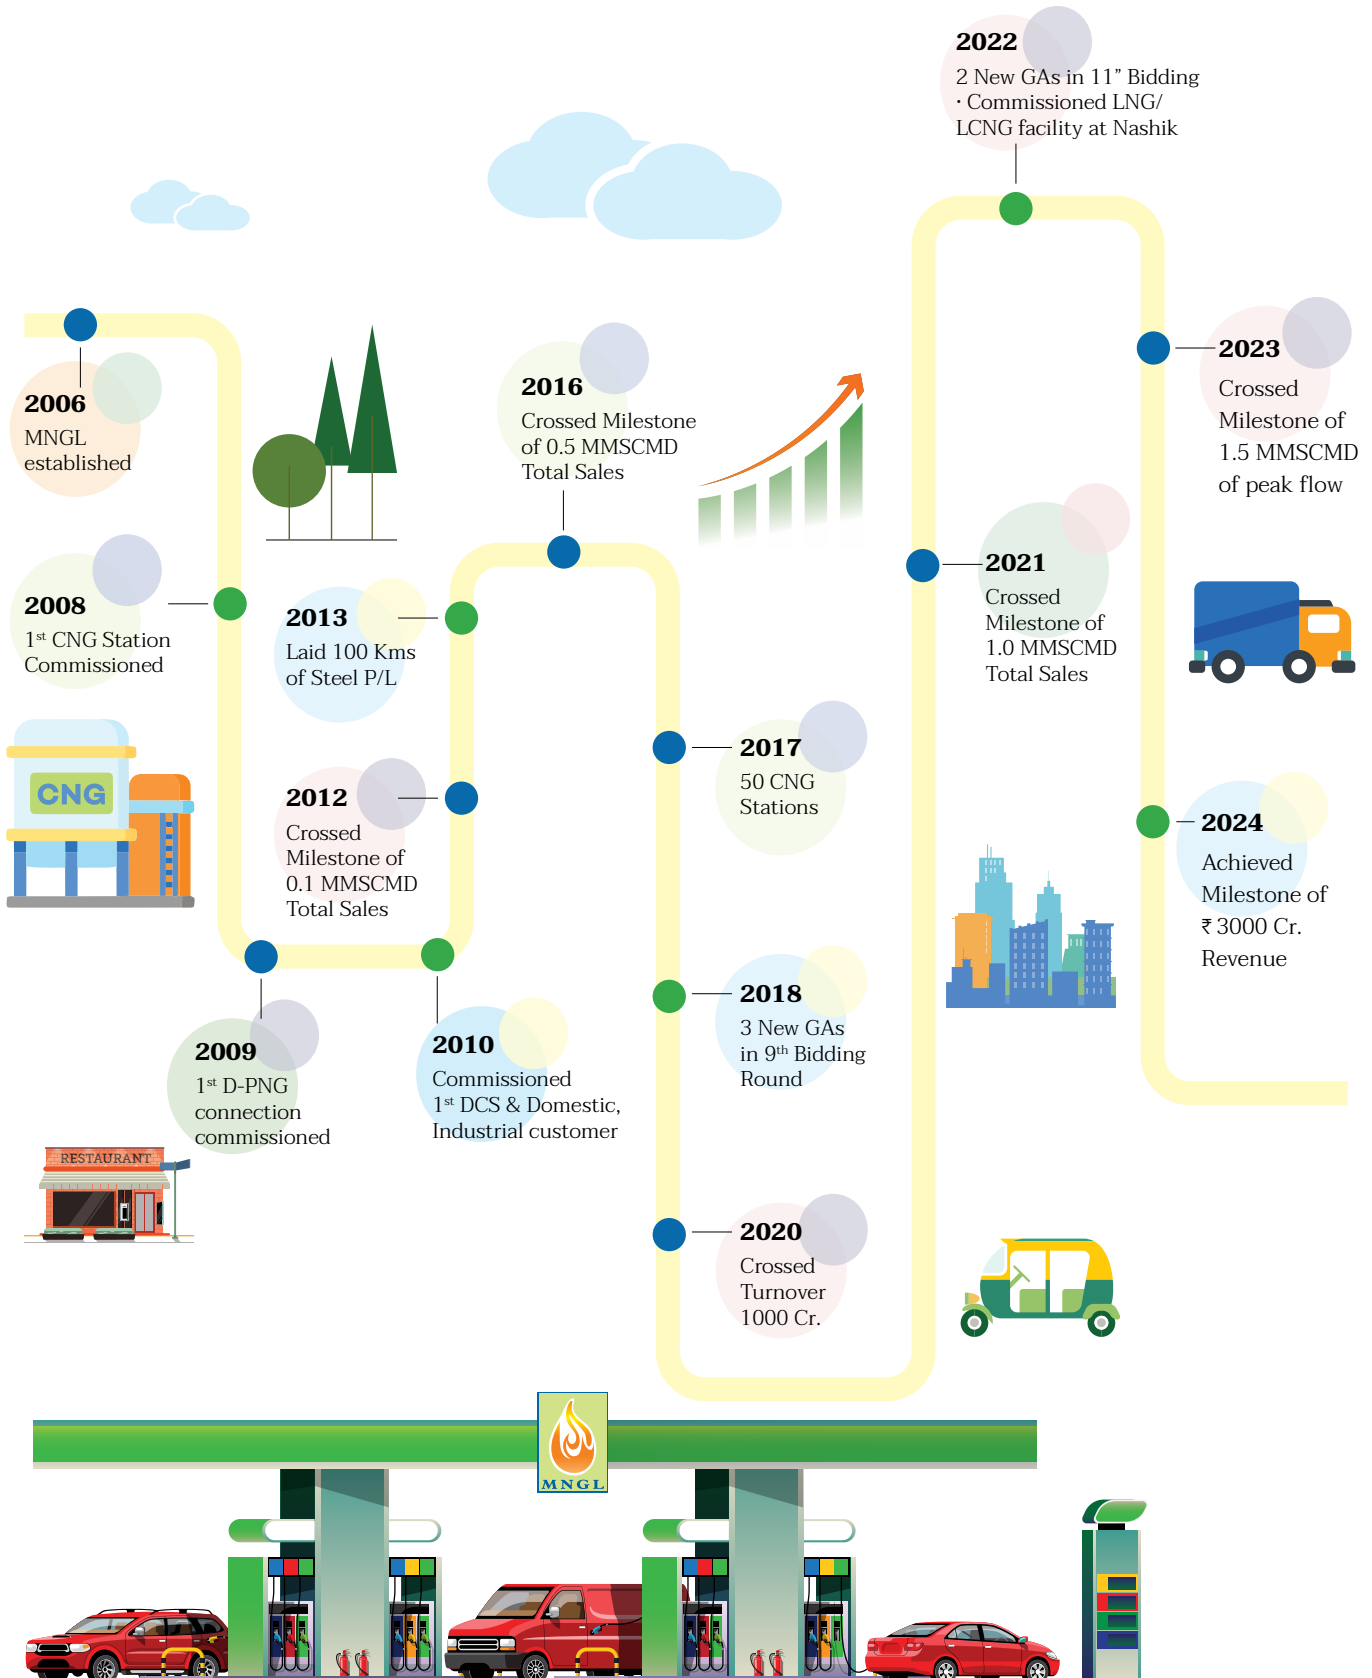 2006
MNGL
established
2008
1st CNG Station
Commissioned
CNG
2009
1st D-PNG
connection
commissioned
RESTAURANT
2010
Commissioned
1st DCS & Domestic,
Industrial customer
2012
Crossed
Milestone of
0.1 MMSCMD
Total Sales
2013
Laid 100 Kms
of Steel P/L
2016
Crossed Milestone
of 0.5 MMSCMD
Total Sales
2017
50 CNG
Stations
2018
3 New GAs
in 9th Bidding
Round
2020
Crossed
Turnover
1000 Cr.
2021
Crossed
Milestone of
1.0 MMSCMD
Total Sales
2022
2 New GAs in 11” Bidding
· Commissioned LNG/
LCNG facility at Nashik
2023
Crossed
Milestone of
1.5 MMSCMD
of peak flow
2024
Achieved
Milestone of
₹ 3000 Cr.
Revenue
MNGL